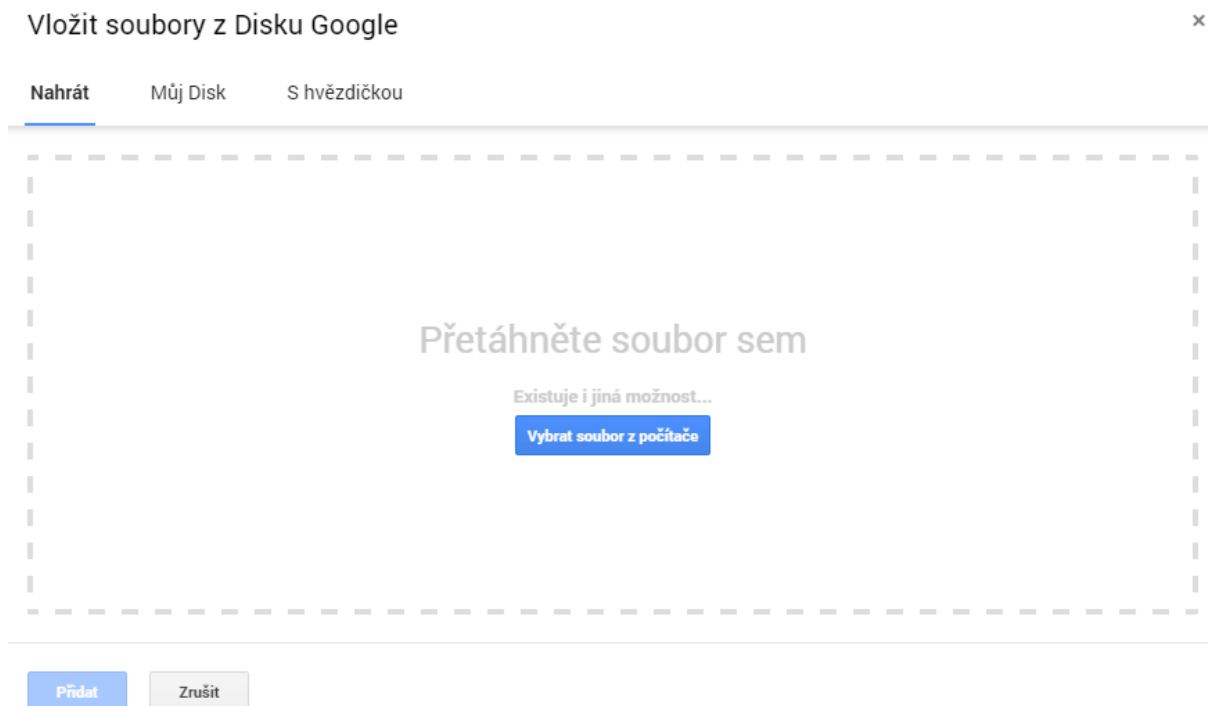 Vložit soubory z Disku Google
×
Nahrát Můj Disk S hvězdičkou
Přetáhněte soubor sem
Existuje i jiná možnost...
Vybrat soubor z počítače
Přidat Zrušit